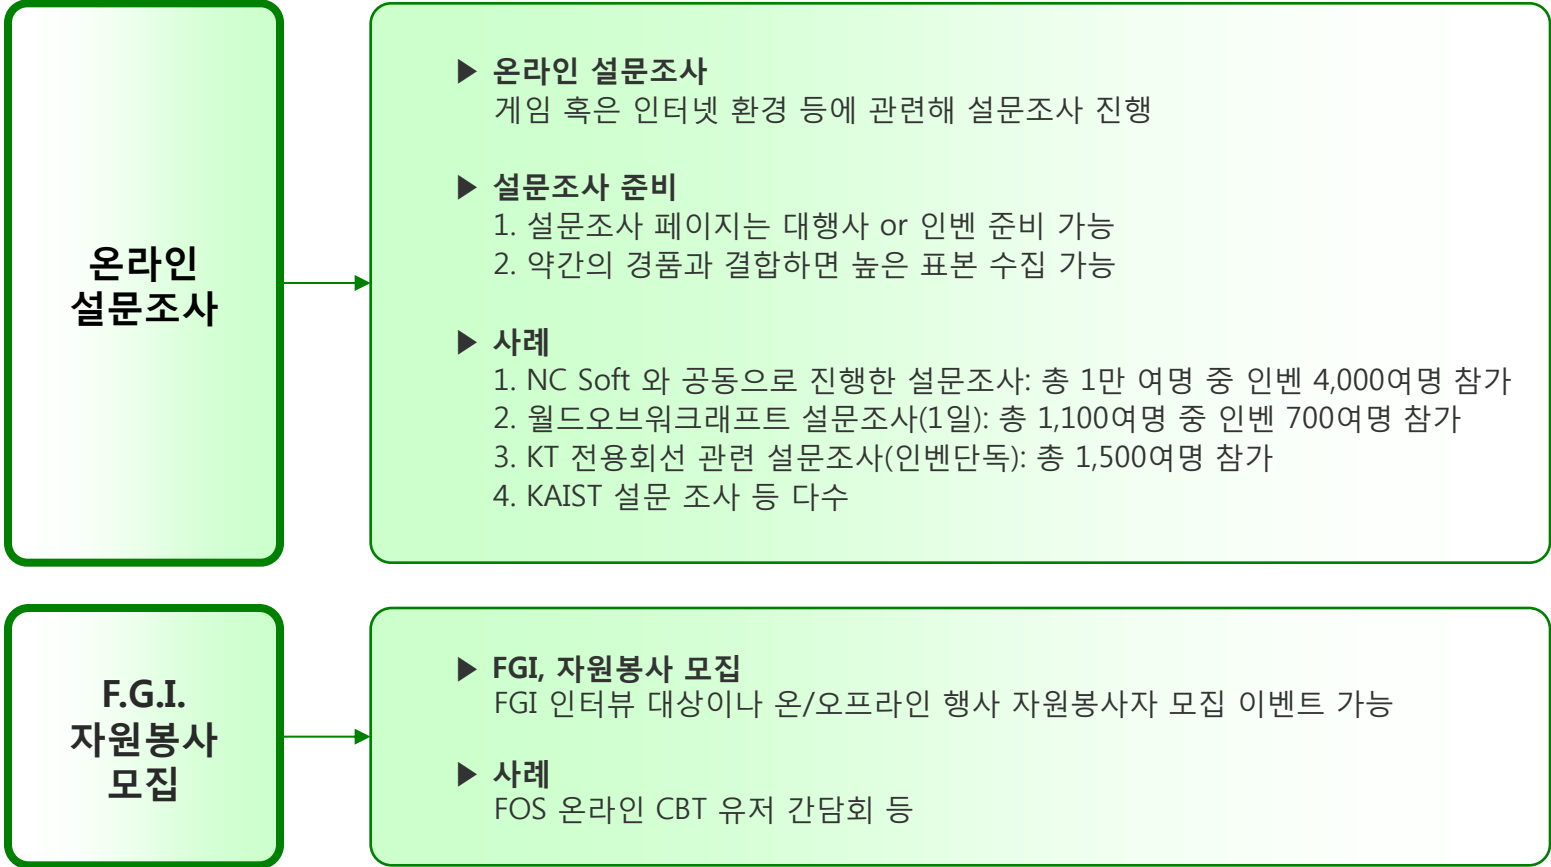 온라인
설문조사
▶ 온라인 설문조사
게임 혹은 인터넷 환경 등에 관련해 설문조사 진행
▶ 설문조사 준비
1. 설문조사 페이지는 대행사 or 인벤 준비 가능
2. 약간의 경품과 결합하면 높은 표본 수집 가능
▶ 사례
1. NC Soft 와 공동으로 진행한 설문조사: 총 1만 여명 중 인벤 4,000여명 참가
2. 월드오브워크래프트 설문조사(1일): 총 1,100여명 중 인벤 700여명 참가
3. KT 전용회선 관련 설문조사(인벤단독): 총 1,500여명 참가
4. KAIST 설문 조사 등 다수
F.G.I.
자원봉사
모집
▶ FGI, 자원봉사 모집
FGI 인터뷰 대상이나 온/오프라인 행사 자원봉사자 모집 이벤트 가능
▶ 사례
FOS 온라인 CBT 유저 간담회 등